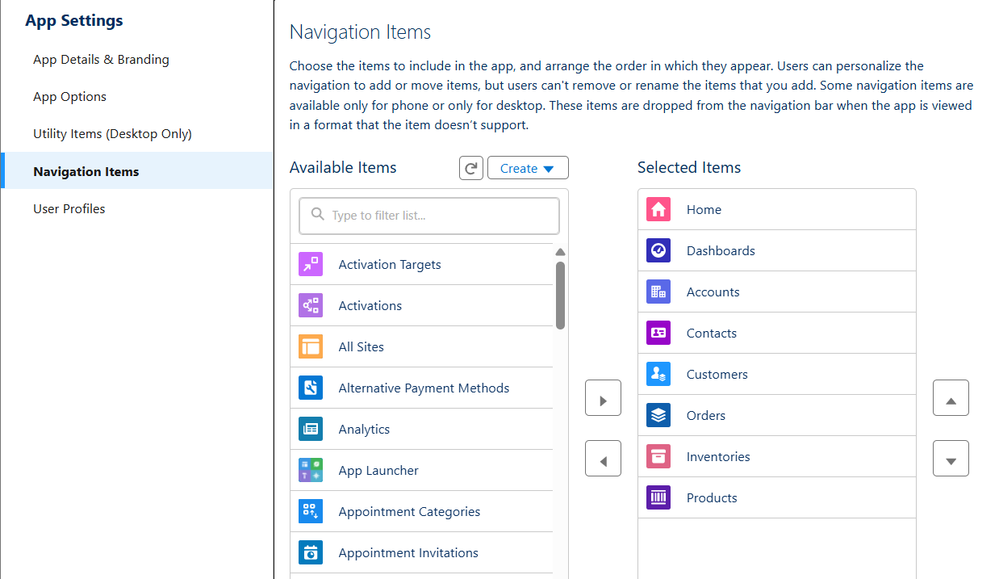 App Settings
App Details & Branding
App Options
Utility Items (Desktop Only)
Navigation Items
User Profiles
Navigation Items
Choose the items to include in the app, and arrange the order in which they appear. Users can personalize the
navigation to add or move items, but users can't remove or rename the items that you add. Some navigation items are
available only for phone or only for desktop. These items are dropped from the navigation bar when the app is viewed
in a format that the item doesn’t support.
Available Items
Create
Type to filter list...
Activation Targets
Activations
All Sites
Alternative Payment Methods
Analytics
App Launcher
Appointment Categories
Appointment Invitations
Selected Items
Home
Dashboards
Accounts
Contacts
Customers
Orders
Inventories
Products